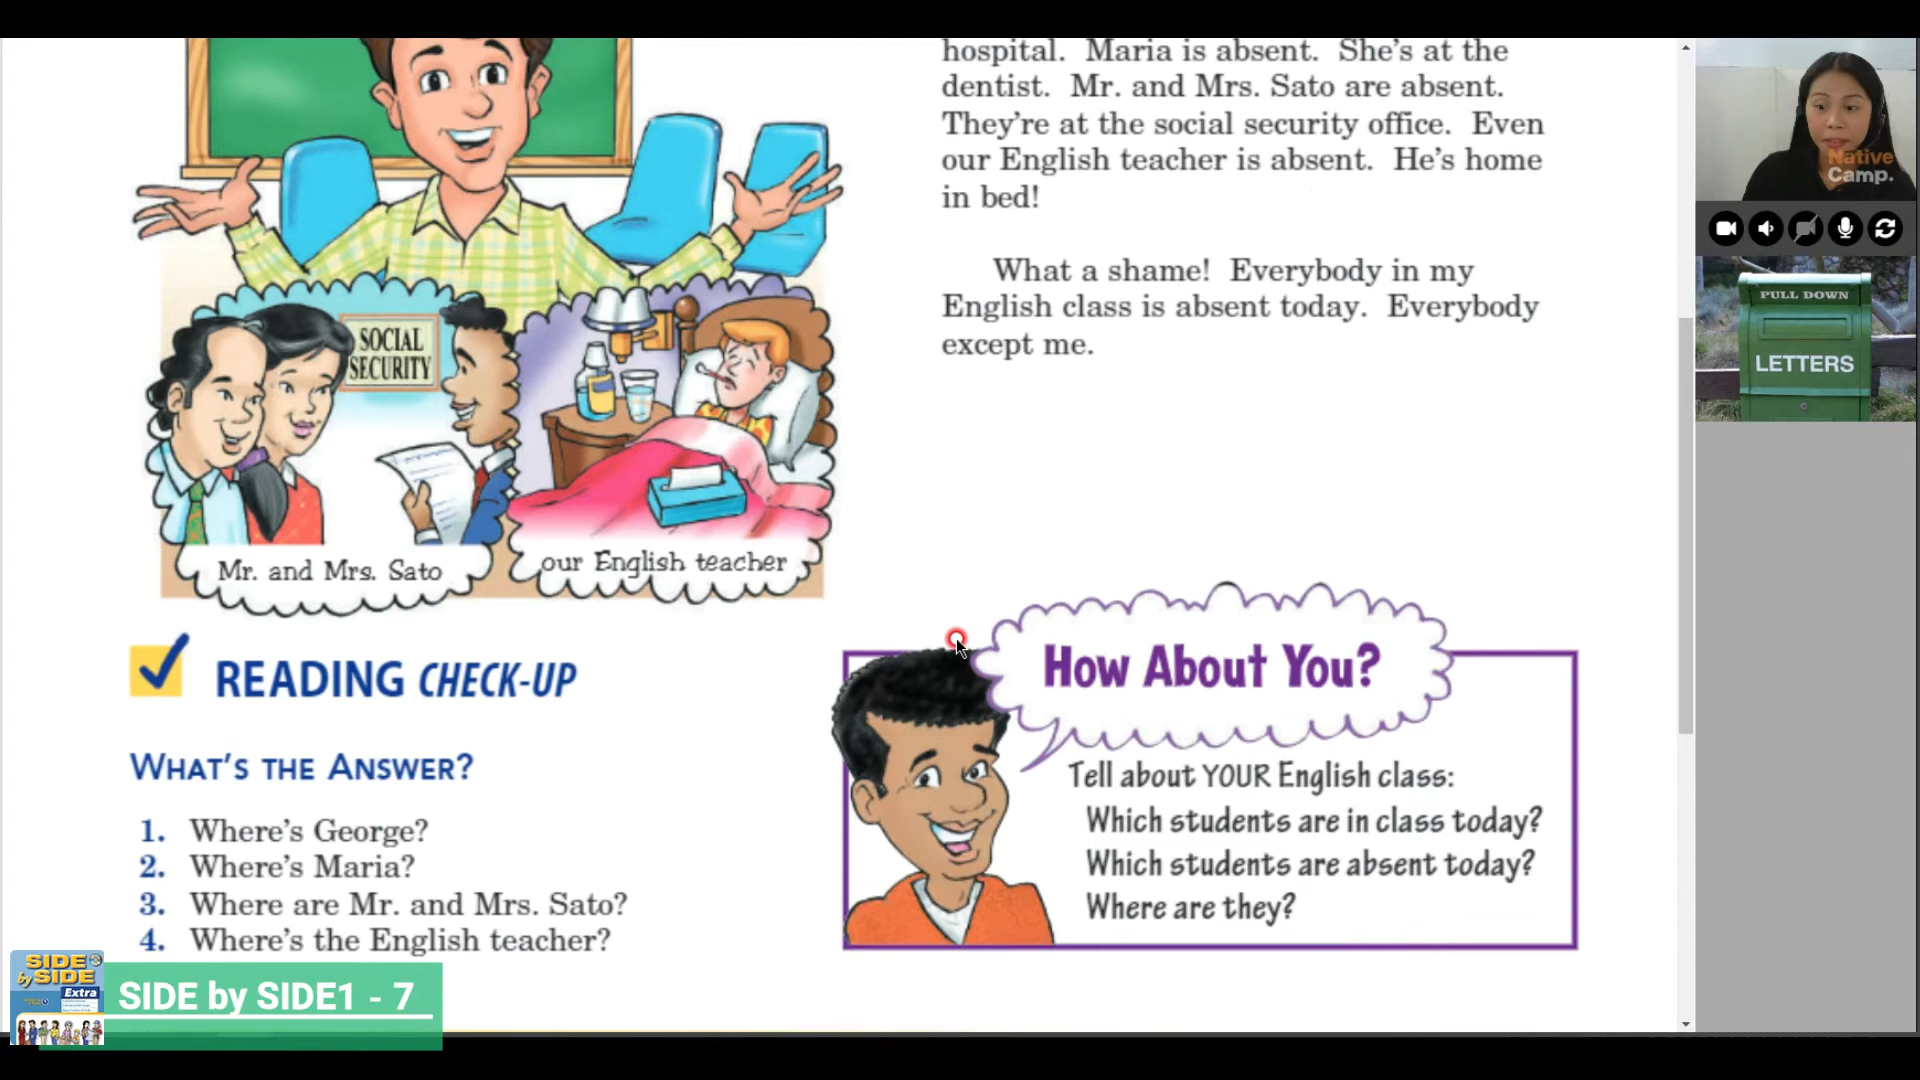 hospital. Maria is absent. She's at the
dentist. Mr. and Mrs. Sato are absent.
They're at the social security office. Even
our English teacher is absent. He's home
in bed!
What a shame! Everybody in my
English class is absent today. Everybody
except me.
SOCIAL
SECURITY
Mr. and Mrs. Sato
our English teacher
READING CHECK-UP
WHAT'S THE ANSWER?
1. Where's George?
2. Where's Maria?
3. Where are Mr. and Mrs. Sato?
4. Where's the English teacher?
How About You?
Tell about YOUR English class:
Which students are in class today?
Which students are absent today?
Where are they?
SIDE
by SIDE
Extra
SIDE by SIDE1 - 7
Native
Camp.
PULL DOWN
LETTERS